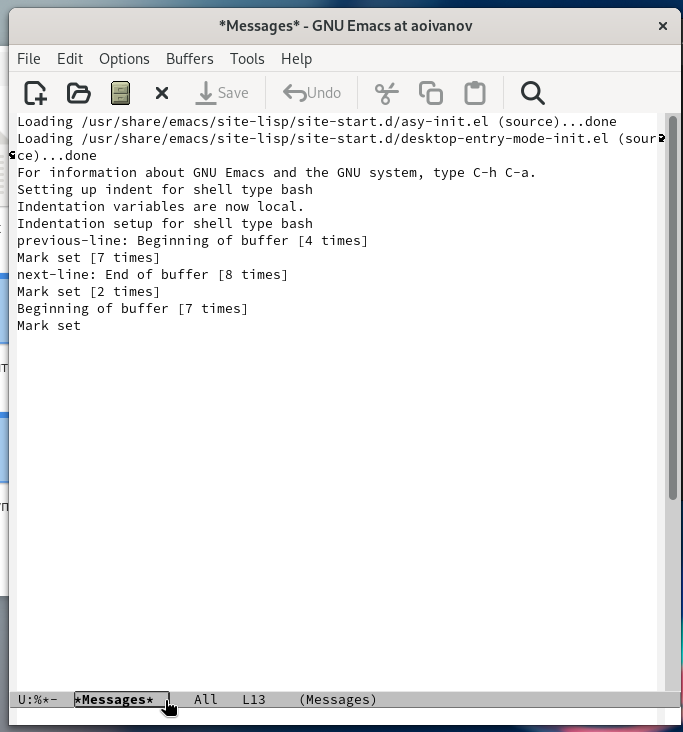 *Messages* - GNU Emacs at aoivanov
File Edit Options Buffers Tools Help
Save Undo
Loading /usr/share/emacs/site-lisp/site-start.d/asy-init.el (source)...done
Loading /usr/share/emacs/site-lisp/site-start.d/desktop-entry-mode-init.el (sour
ce)...done
For information about GNU Emacs and the GNU system, type C-h C-a.
Setting up indent for shell type bash
Indentation variables are now local.
Indentation setup for shell type bash
previous-line: Beginning of buffer [4 times]
Mark set [7 times]
next-line: End of buffer [8 times]
Mark set [2 times]
Beginning of buffer [7 times]
Mark set
U:%*- *Messages* All L13 (Messages)